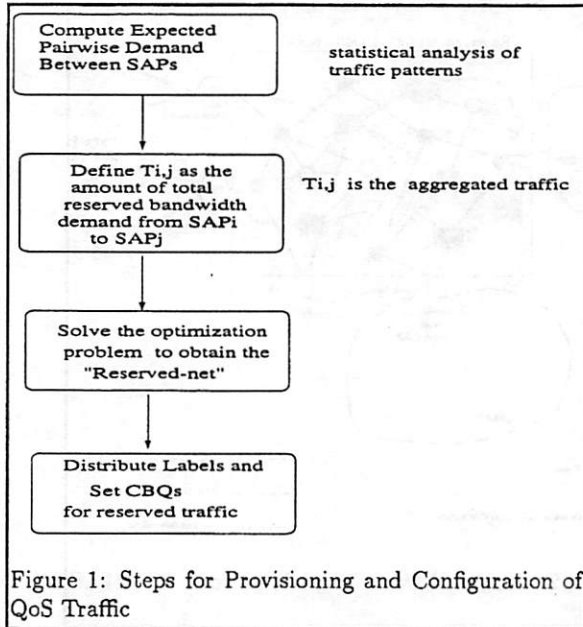 Compute Expected
Pairwise Demand
Between SAPs
statistical analysis of
traffic patterns
Define Ti,j as the
amount of total
reserved bandwidth
demand from SAPi
to SAPj
Ti,j is the aggregated traffic
Solve the optimization
problem to obtain the
"Reserved-net"
Distribute Labels and
Set CBQs
for reserved traffic
Figure 1: Steps for Provisioning and Configuration of
QoS Traffic